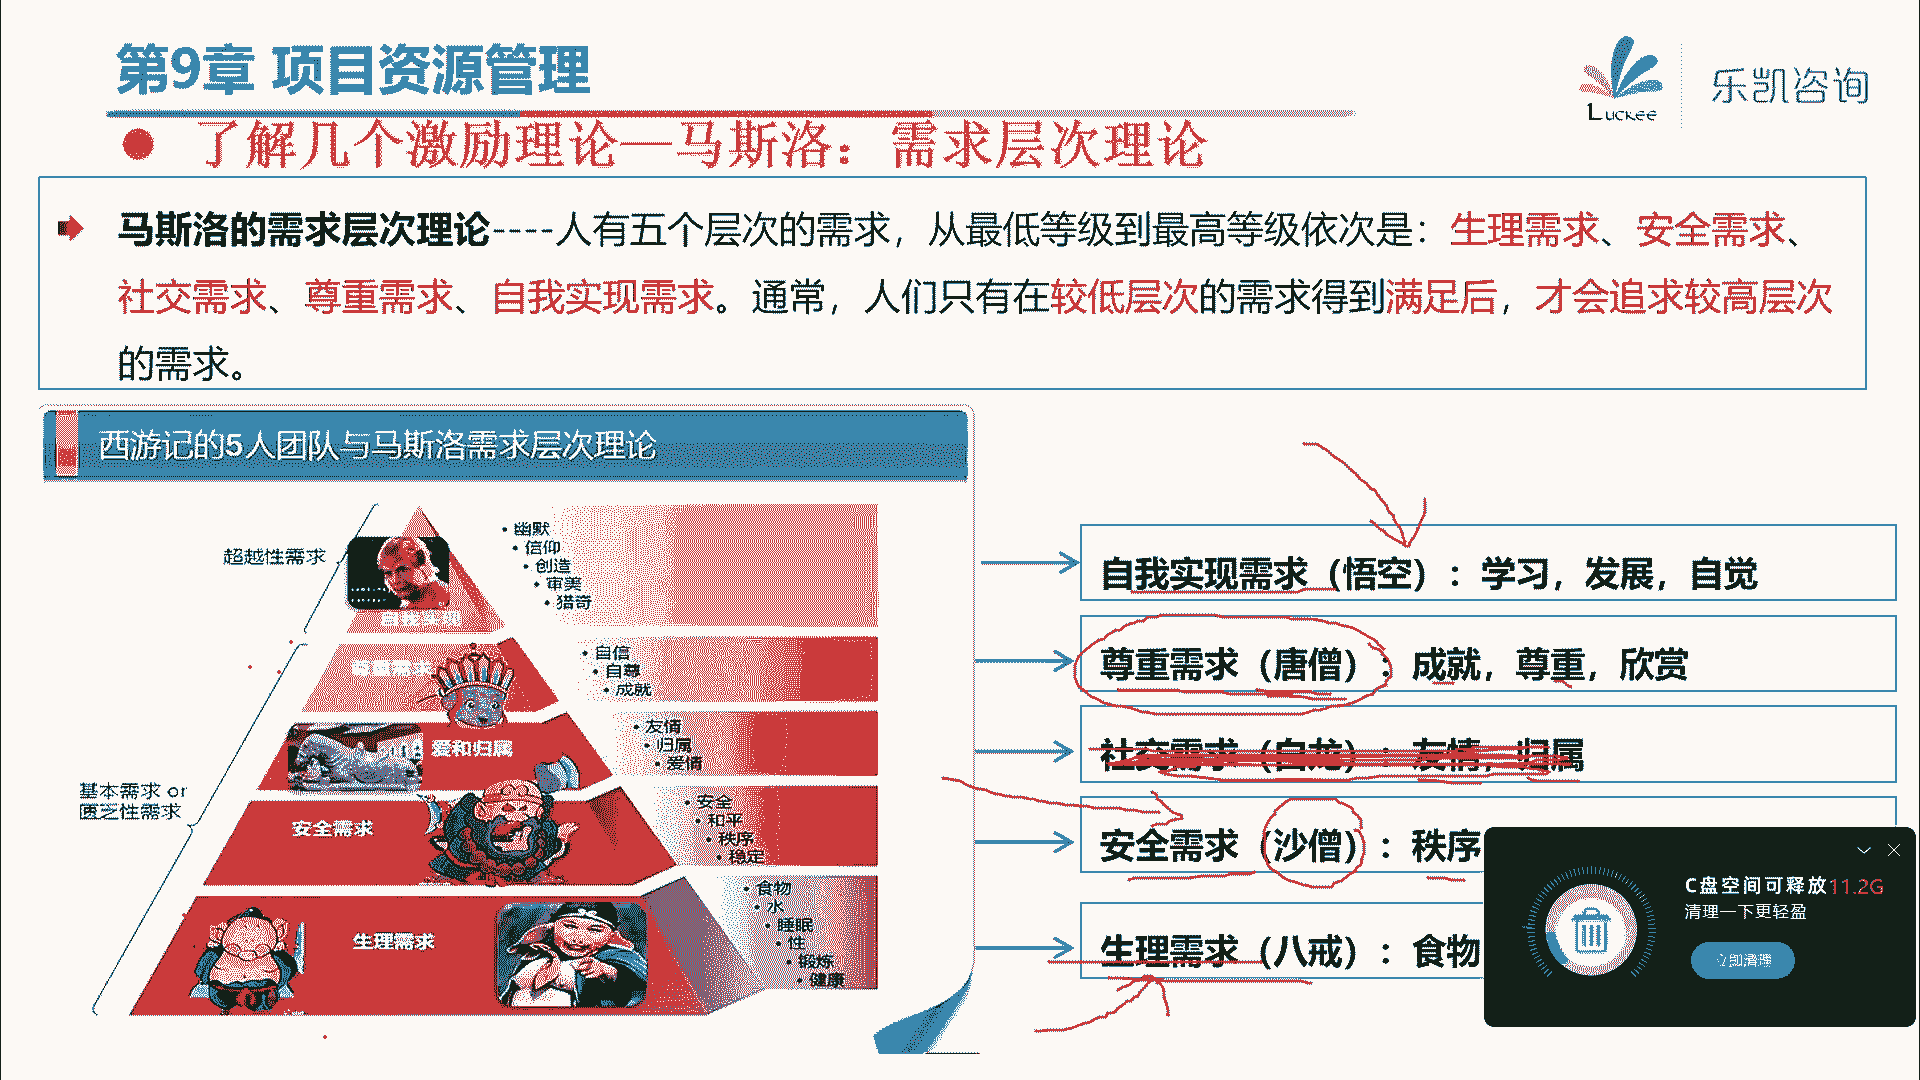 第9章 项目资源管理
Luckee
乐凯咨询
了解几个激励理论—马斯洛：需求层次理论
马斯洛的需求层次理论----人有五个层次的需求，从最低等级到最高等级依次是：生理需求、安全需求、
社交需求、尊重需求、自我实现需求。通常，人们只有在较低层次的需求得到满足后，才会追求较高层次
的需求。
西游记的5人团队与马斯洛需求层次理论
超越性需求
自我实现
• 幽默
• 信仰
• 创造
• 审美
• 猎奇
自我实现需求（悟空）：学习，发展，自觉
尊重需求
• 自信
• 自尊
• 成就
尊重需求（唐僧）：成就，尊重，欣赏
爱和归属
• 友情
• 归属
• 爱情
社交需求（白龙）：友情，归属
基本需求 or
匮乏性需求
安全需求
• 安全
• 和平
• 秩序
• 稳定
安全需求（沙僧）：秩序
生理需求
• 食物
• 水
• 睡眠
• 性
• 锻炼
• 健康
生理需求（八戒）：食物
C盘空间可释放11.2G
清理一下更轻盈
立即清理